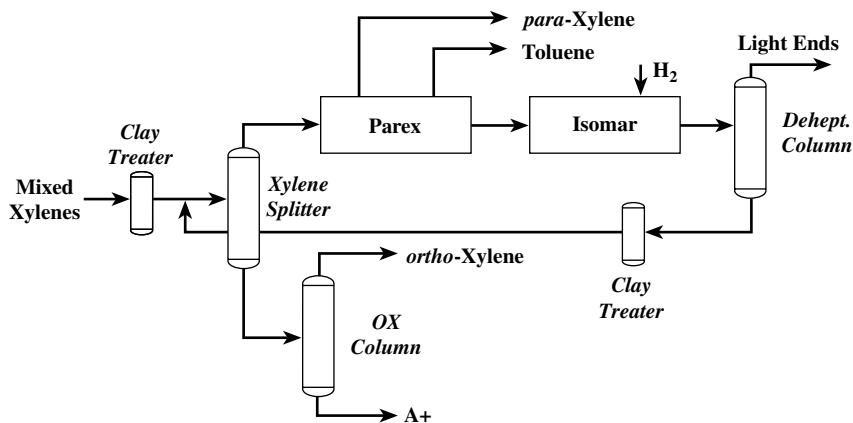 para-Xylene
Toluene
Light Ends
H2
Parex
Isomar
Dehept.
Column
Clay
Treater
Mixed
Xylenes
Xylene
Splitter
ortho-Xylene
Clay
Treater
OX
Column
A+